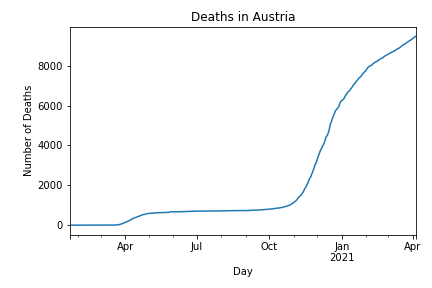 Deaths in Austria
Number of Deaths
8000
6000
4000
2000
0
Apr Jul Oct Jan Apr
2021
Day